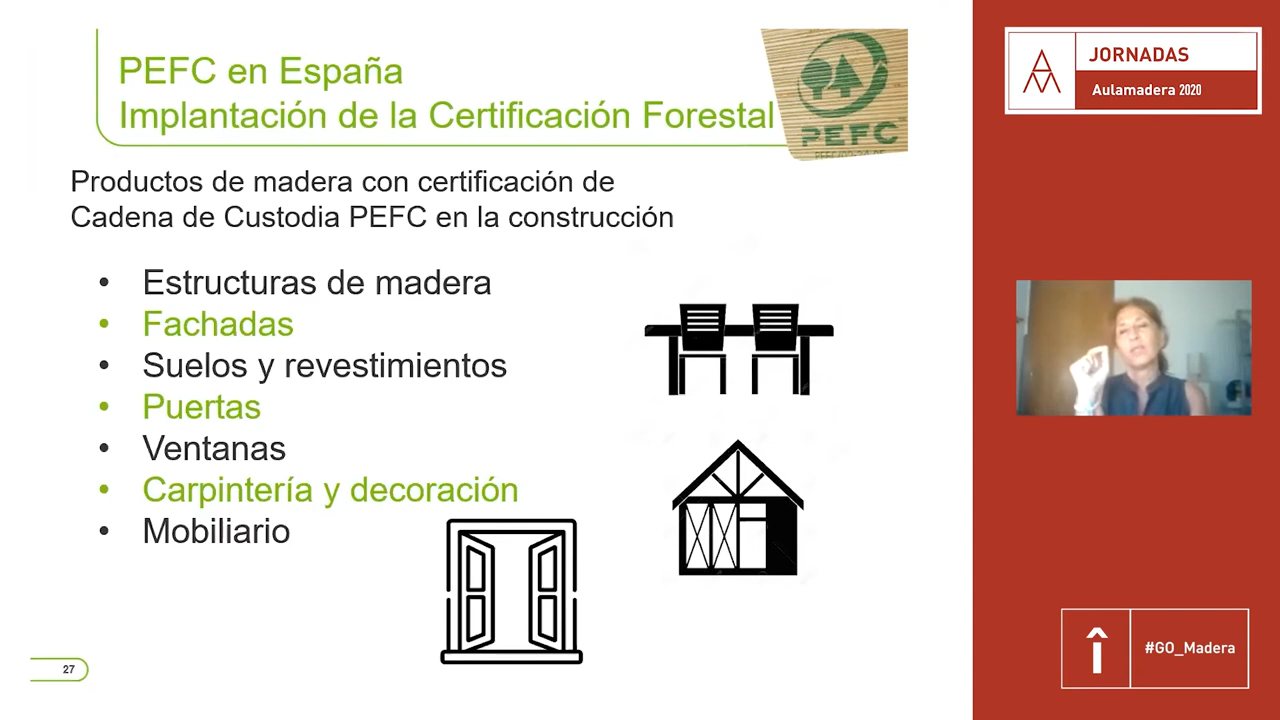 PEFC en España
Implantación de la Certificación Forestal
PEFC
Productos de madera con certificación de
Cadena de Custodia PEFC en la construcción
• Estructuras de madera
• Fachadas
• Suelos y revestimientos
• Puertas
• Ventanas
• Carpintería y decoración
• Mobiliario
27
JORNADAS
Aulamadera 2020
#GO_Madera